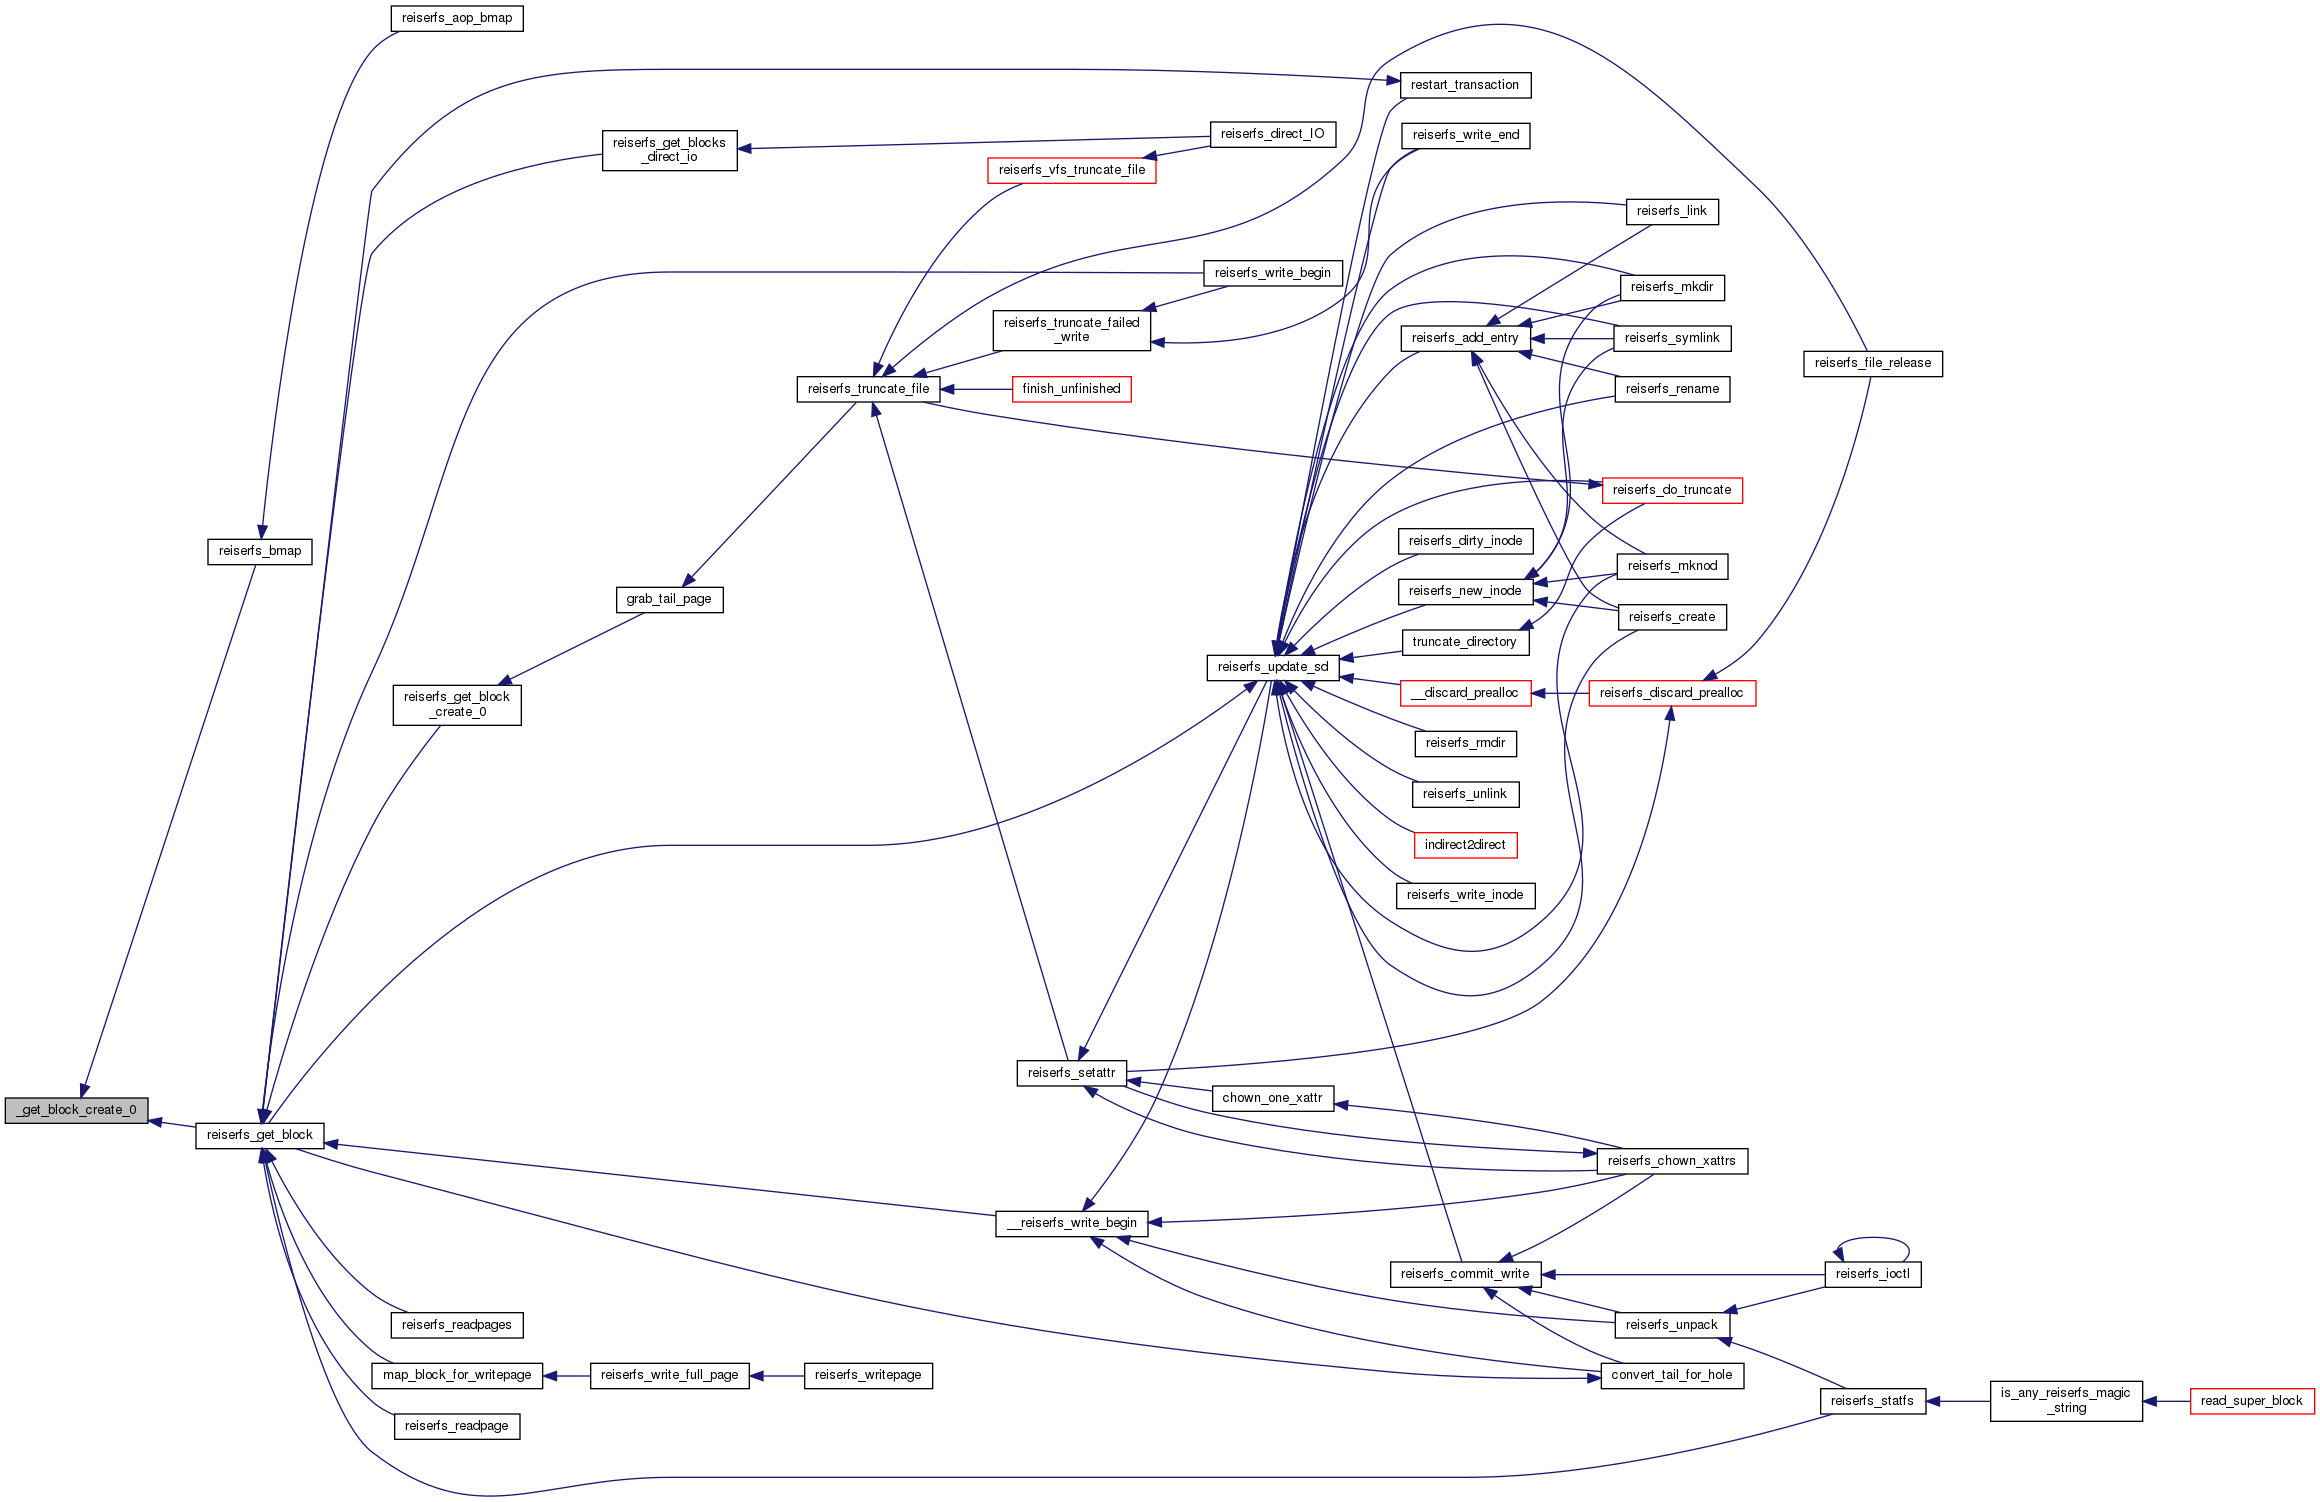 reiserfs_aop_bmap
restart_transaction
reiserfs_direct_IO
reiserfs_write_end
reiserfs_get_blocks
_direct_io
reiserfs_vfs_truncate_file
reiserfs_link
reiserfs_write_begin
reiserfs_mkdir
reiserfs_truncate_failed
_write
reiserfs_add_entry
reiserfs_symlink
reiserfs_file_release
reiserfs_truncate_file
finish_unfinished
reiserfs_rename
reiserfs_do_truncate
reiserfs_bmap
reiserfs_dirty_inode
reiserfs_mknod
grab_tail_page
reiserfs_new_inode
reiserfs_create
truncate_directory
reiserfs_update_sd
reiserfs_get_block
_create_0
__discard_prealloc
reiserfs_discard_prealloc
reiserfs_rmdir
reiserfs_unlink
indirect2direct
reiserfs_write_inode
reiserfs_setattr
chown_one_xattr
_get_block_create_0
reiserfs_get_block
reiserfs_chown_xattrs
__reiserfs_write_begin
reiserfs_commit_write
reiserfs_ioctl
reiserfs_readpages
reiserfs_unpack
map_block_for_writepage
reiserfs_write_full_page
reiserfs_writepage
convert_tail_for_hole
reiserfs_readpage
reiserfs_statfs
is_any_reiserfs_magic
_string
read_super_block